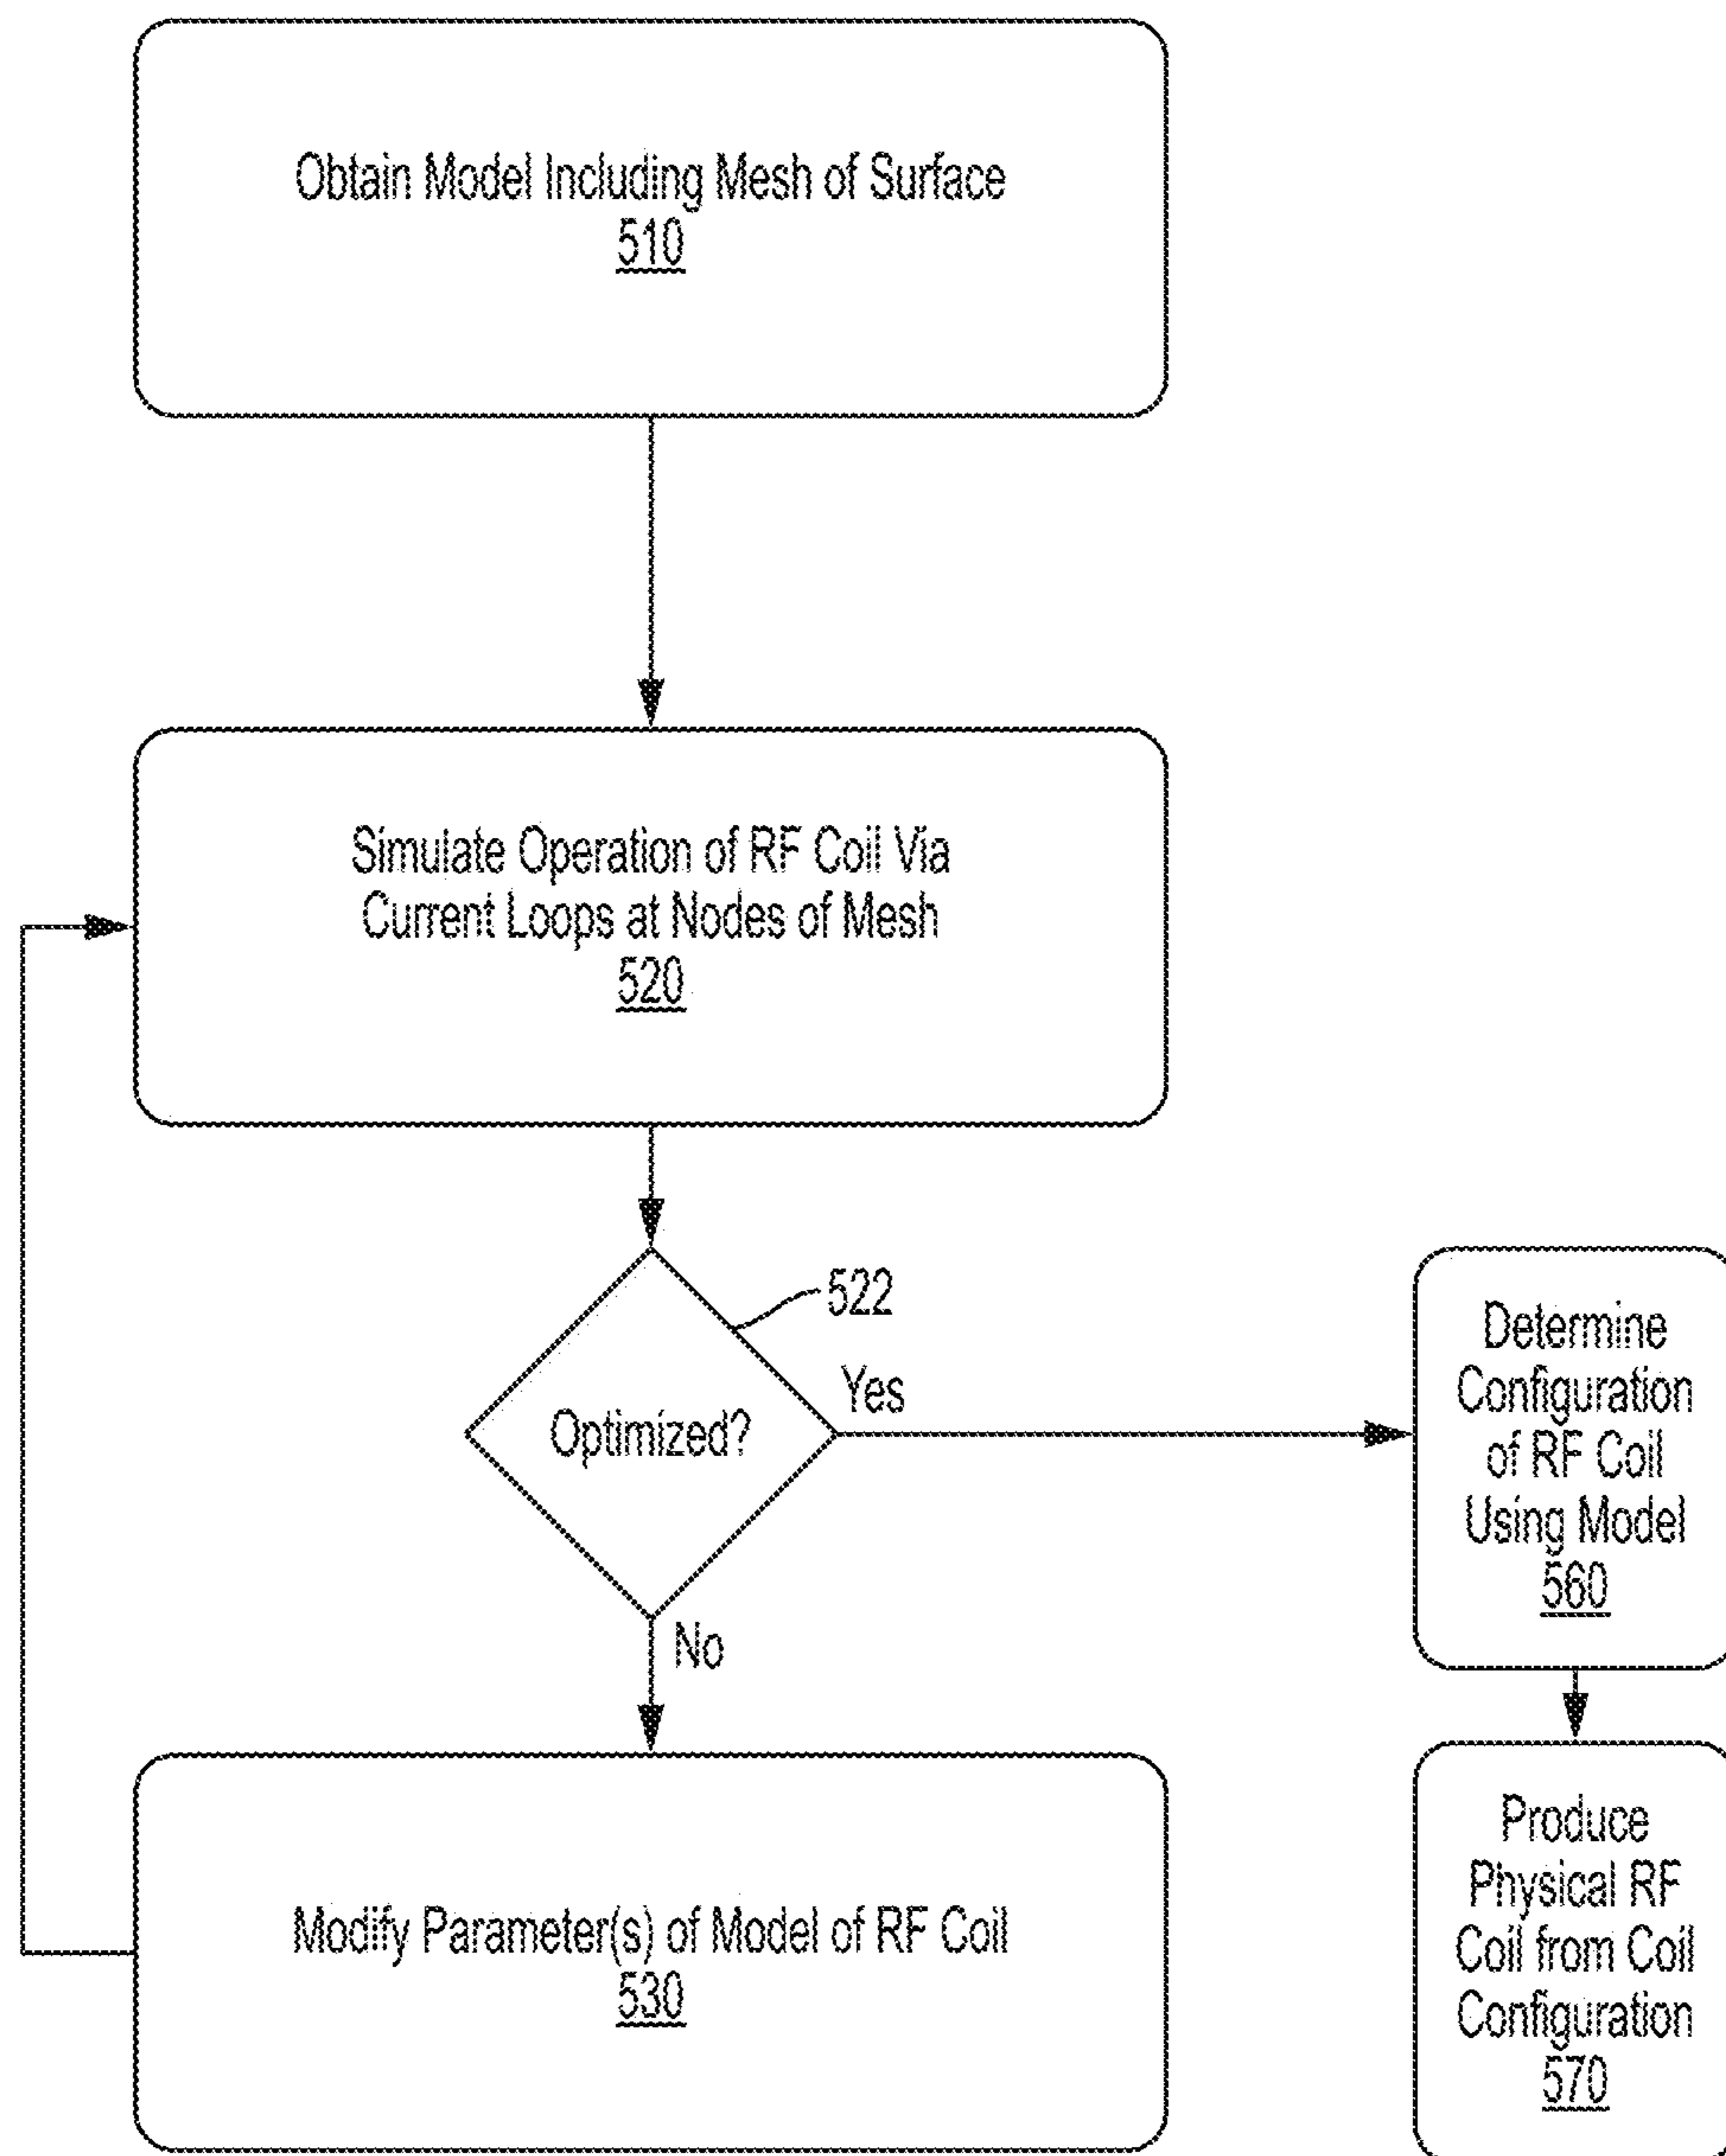 Obtain Model Including Mesh of Surface
510
Simulate Operation of RF Coil Via
Current Loops at Nodes of Mesh
520
522
Optimized?
Yes
No
Modify Parameter(s) of Model of RF Coil
530
Determine
Configuration
of RF Coil
Using Model
560
Produce
Physical RF
Coil from Coil
Configuration
570